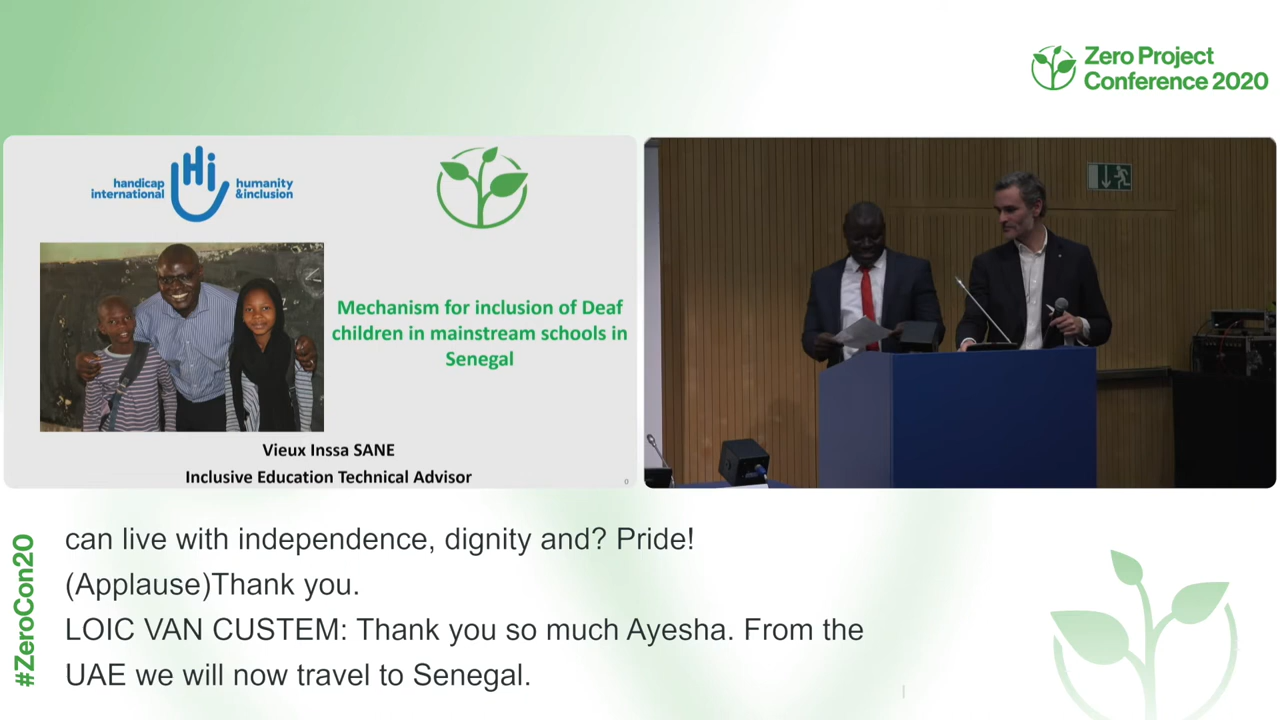 Zero Project
Conference 2020
handicap
international
Hi
humanity
&inclusion
Mechanism for inclusion of Deaf
children in mainstream schools in
Senegal
Vieux Inssa SANE
Inclusive Education Technical Advisor
0
#ZeroCon20
can live with independence, dignity and? Pride!
(Applause)Thank you.
LOIC VAN CUSTEM: Thank you so much Ayesha. From the
UAE we will now travel to Senegal.